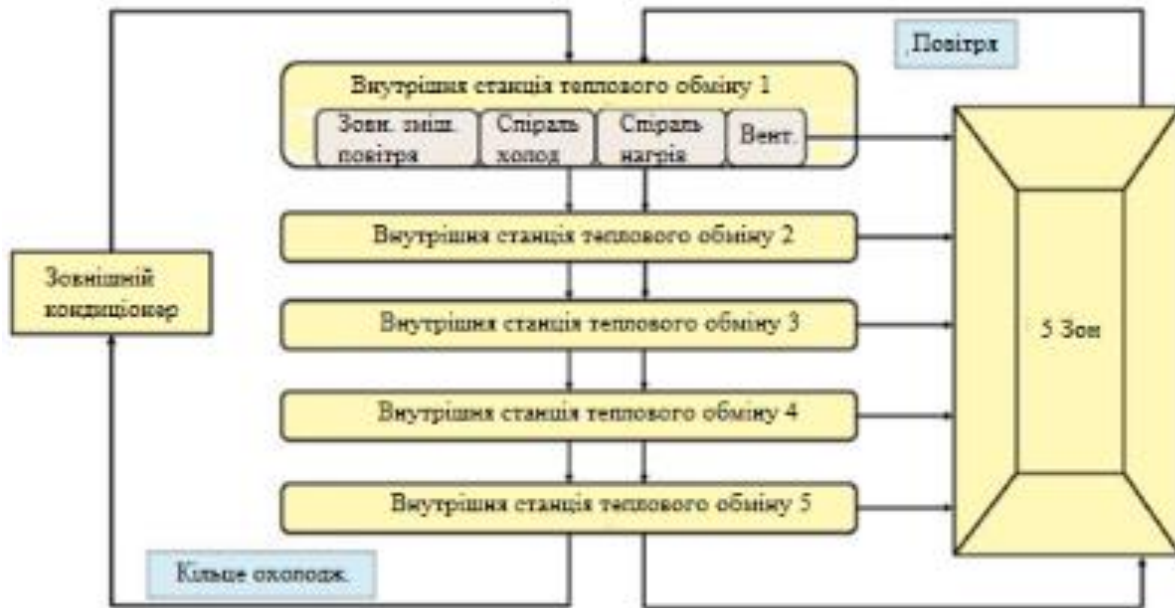 Повітря
Внутрішня станція теплового обміну 1
Зовн. зміш.
повітря
Спіраль
холод
Спіраль
нагрів
Вент.
Внутрішня станція теплового обміну 2
Зовнішній
кондиціонер
Внутрішня станція теплового обміну 3
5 Зон
Внутрішня станція теплового обміну 4
Внутрішня станція теплового обміну 5
Кільце охолодж.